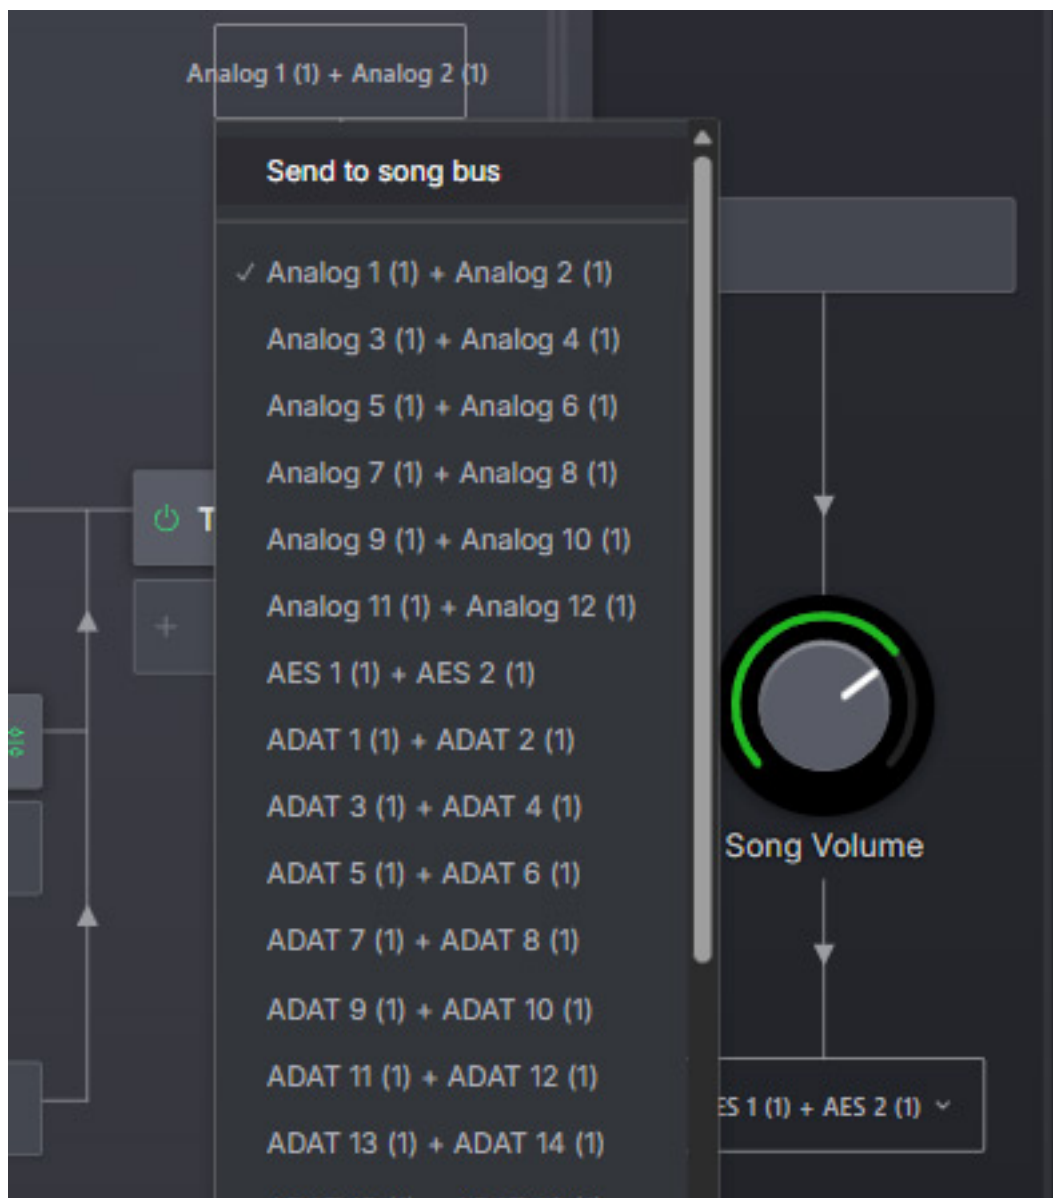 Analog 1 (1) + Analog 2 (1)
Send to song bus
✓ Analog 1 (1) + Analog 2 (1)
Analog 3 (1) + Analog 4 (1)
Analog 5 (1) + Analog 6 (1)
Analog 7 (1) + Analog 8 (1)
Analog 9 (1) + Analog 10 (1)
T
Analog 11 (1) + Analog 12 (1)
AES 1 (1) + AES 2 (1)
ADAT 1 (1) + ADAT 2 (1)
ADAT 3 (1) + ADAT 4 (1)
Song Volume
ADAT 5 (1) + ADAT 6 (1)
ADAT 7 (1) + ADAT 8 (1)
ADAT 9 (1) + ADAT 10 (1)
ADAT 11 (1) + ADAT 12 (1)
ES 1 (1) + AES 2 (1)
ADAT 13 (1) + ADAT 14 (1)